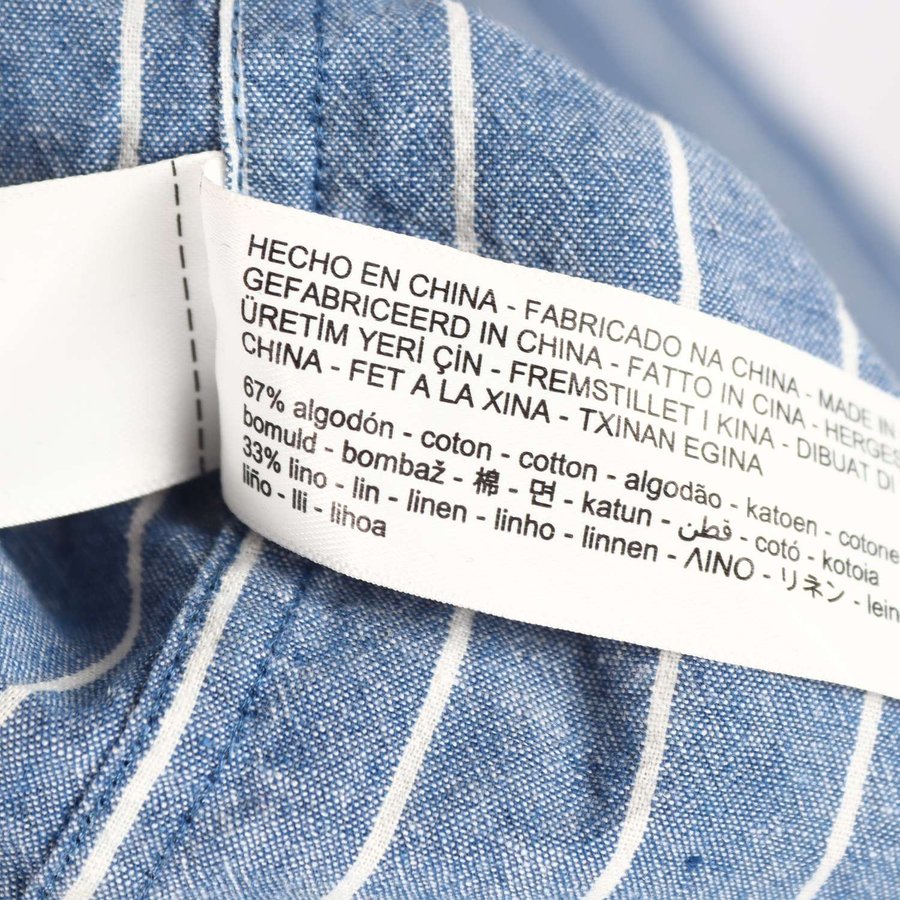 HECHO EN CHINA - FABRICADO NA CHINA - MADE IN
GEFABRICEERD IN CHINA - FATTO IN CINA - HERGES
ÜRETİM YERİ ÇİN - FREMSTILLET I KINA - DIBUAT DI
CHINA - FET A LA XINA - TXINAN EGINA
67% algodón - coton - cotton - algodão - katoen - cotone
bomuld - bombaž - 棉 - 면 - katun - قطن - cotó - kotoia
33% lino - lin - linen - linho - linnen - ΛΙΝΟ - リネン - lein
liño - lli - lihoa